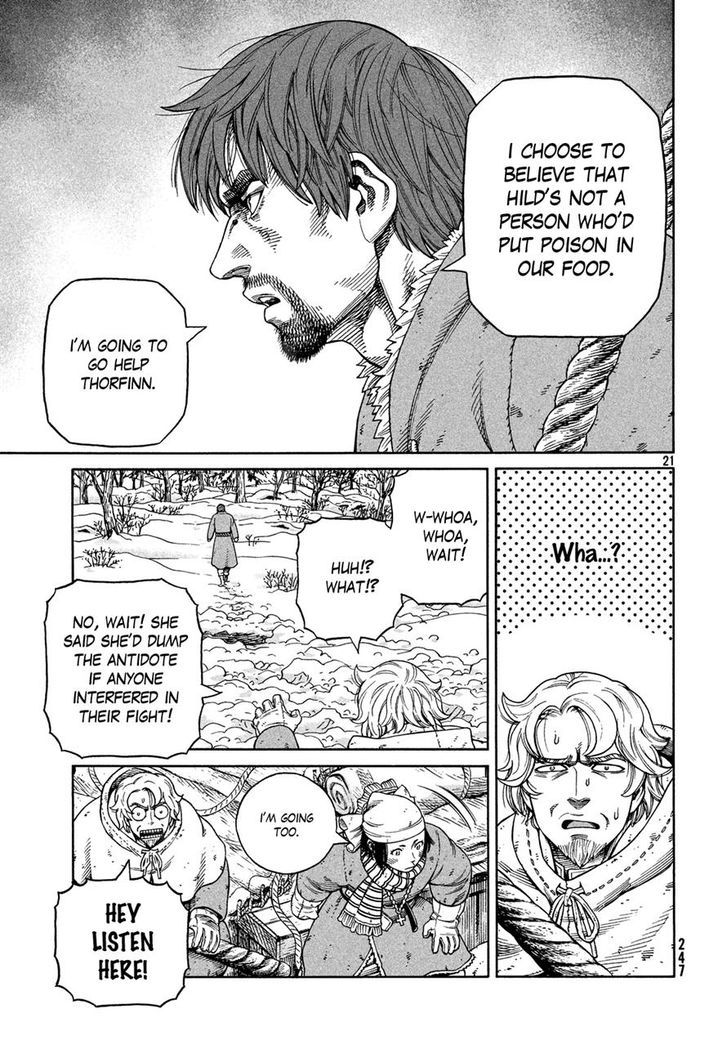 I CHOOSE TO
BELIEVE THAT
HILD'S NOT A
PERSON WHO'D
PUT POISON IN
OUR FOOD.
I'M GOING TO
GO HELP
THORFINN.
21
Wha...?
W-WHOA,
WHOA,
WAIT!
HUH!?
WHAT!?
NO, WAIT! SHE
SAID SHE'D DUMP
THE ANTIDOTE
IF ANYONE
INTERFERED IN
THEIR FIGHT!
I'M GOING
TOO.
HEY
LISTEN
HERE!
247